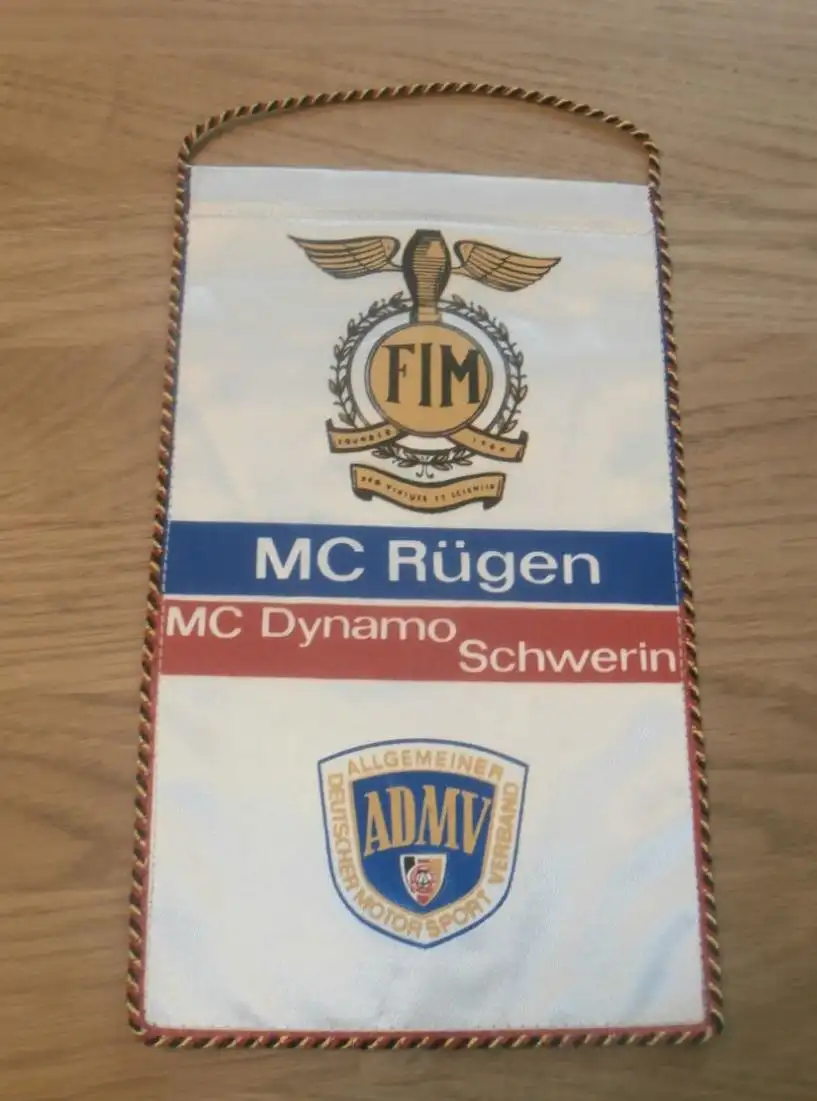 FIM
FOUNDED 1904
PRO VIRTUTE ET SCIENTIA
MC Rügen
MC Dynamo
Schwerin
ALLGEMEINER
DEUTSCHER MOTORSPORT VERBAND
ADMV